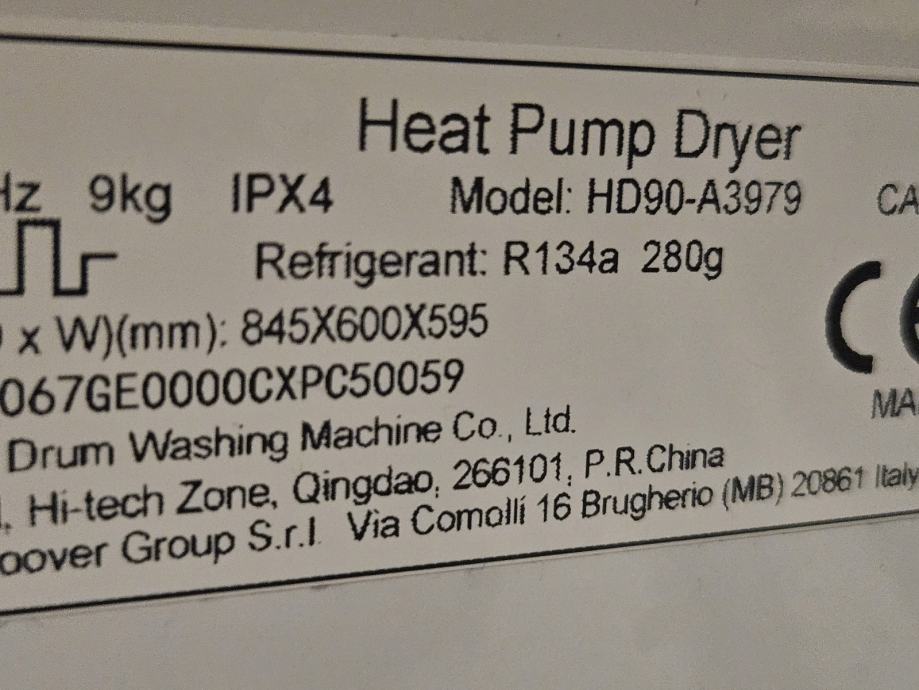 Heat Pump Dryer
Hz 9kg IPX4 Model: HD90-A3979 CA
Refrigerant: R134a 280g
x W)(mm): 845X600X595
067GE0000CXPC50059
CE
MA
Drum Washing Machine Co., Ltd.
, Hi-tech Zone, Qingdao, 266101, P.R.China
oover Group S.r.l. Via Comolli 16 Brugherio (MB) 20861 Italy